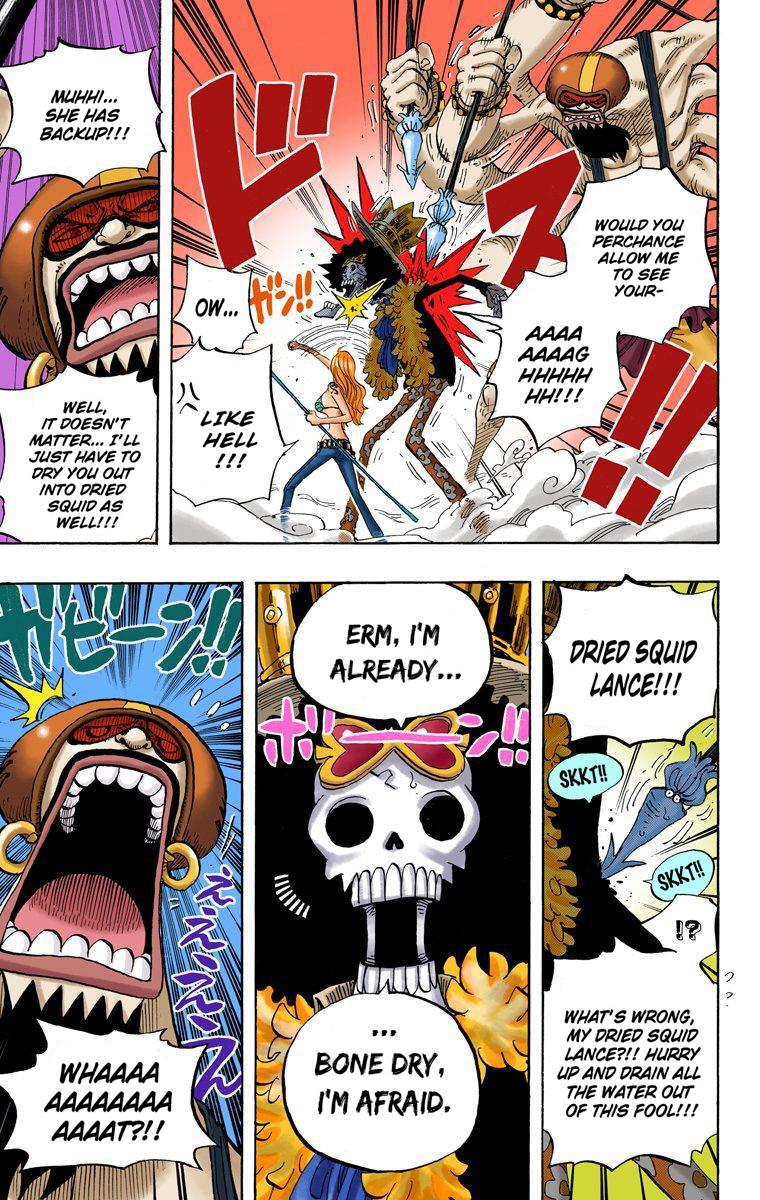 WOULD YOU
PERCHANCE
ALLOW ME
TO SEE
YOUR-
AAAA
AAAAG
HHHHH
HH!!!
ドス!!
OW...
ガン!!
LIKE
HELL
!!!
MUHHI...
SHE HAS
BACKUP!!!
WELL,
IT DOESN'T
MATTER... I'LL
JUST HAVE TO
DRY YOU OUT
INTO DRIED
SQUID AS
WELL!!!
DRIED SQUID
LANCE!!!
SKKT!!
SKKT!!
!?
??
WHAT'S WRONG,
MY DRIED SQUID
LANCE?!! HURRY
UP AND DRAIN ALL
THE WATER OUT
OF THIS FOOL!!!
ERM, I'M
ALREADY...
ボーン!!
...
BONE DRY,
I'M AFRAID.
ガビーン!!
え、え、え、え、ん
WHAAAA
AAAAAAAA
AAAAT?!!